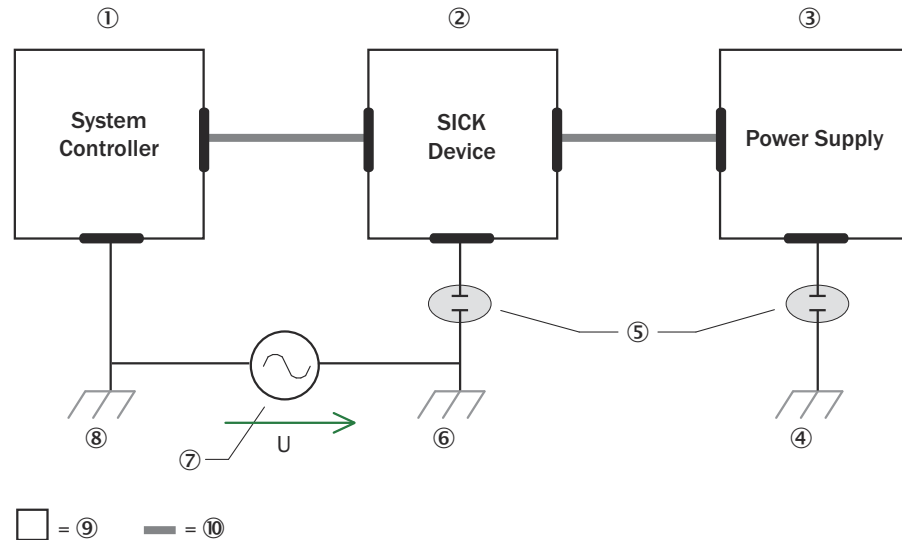 ① ② ③
System
Controller
SICK
Device
Power Supply
⑤
⑧ ⑥ ④
⑦ U
= ⑨ = ⑩